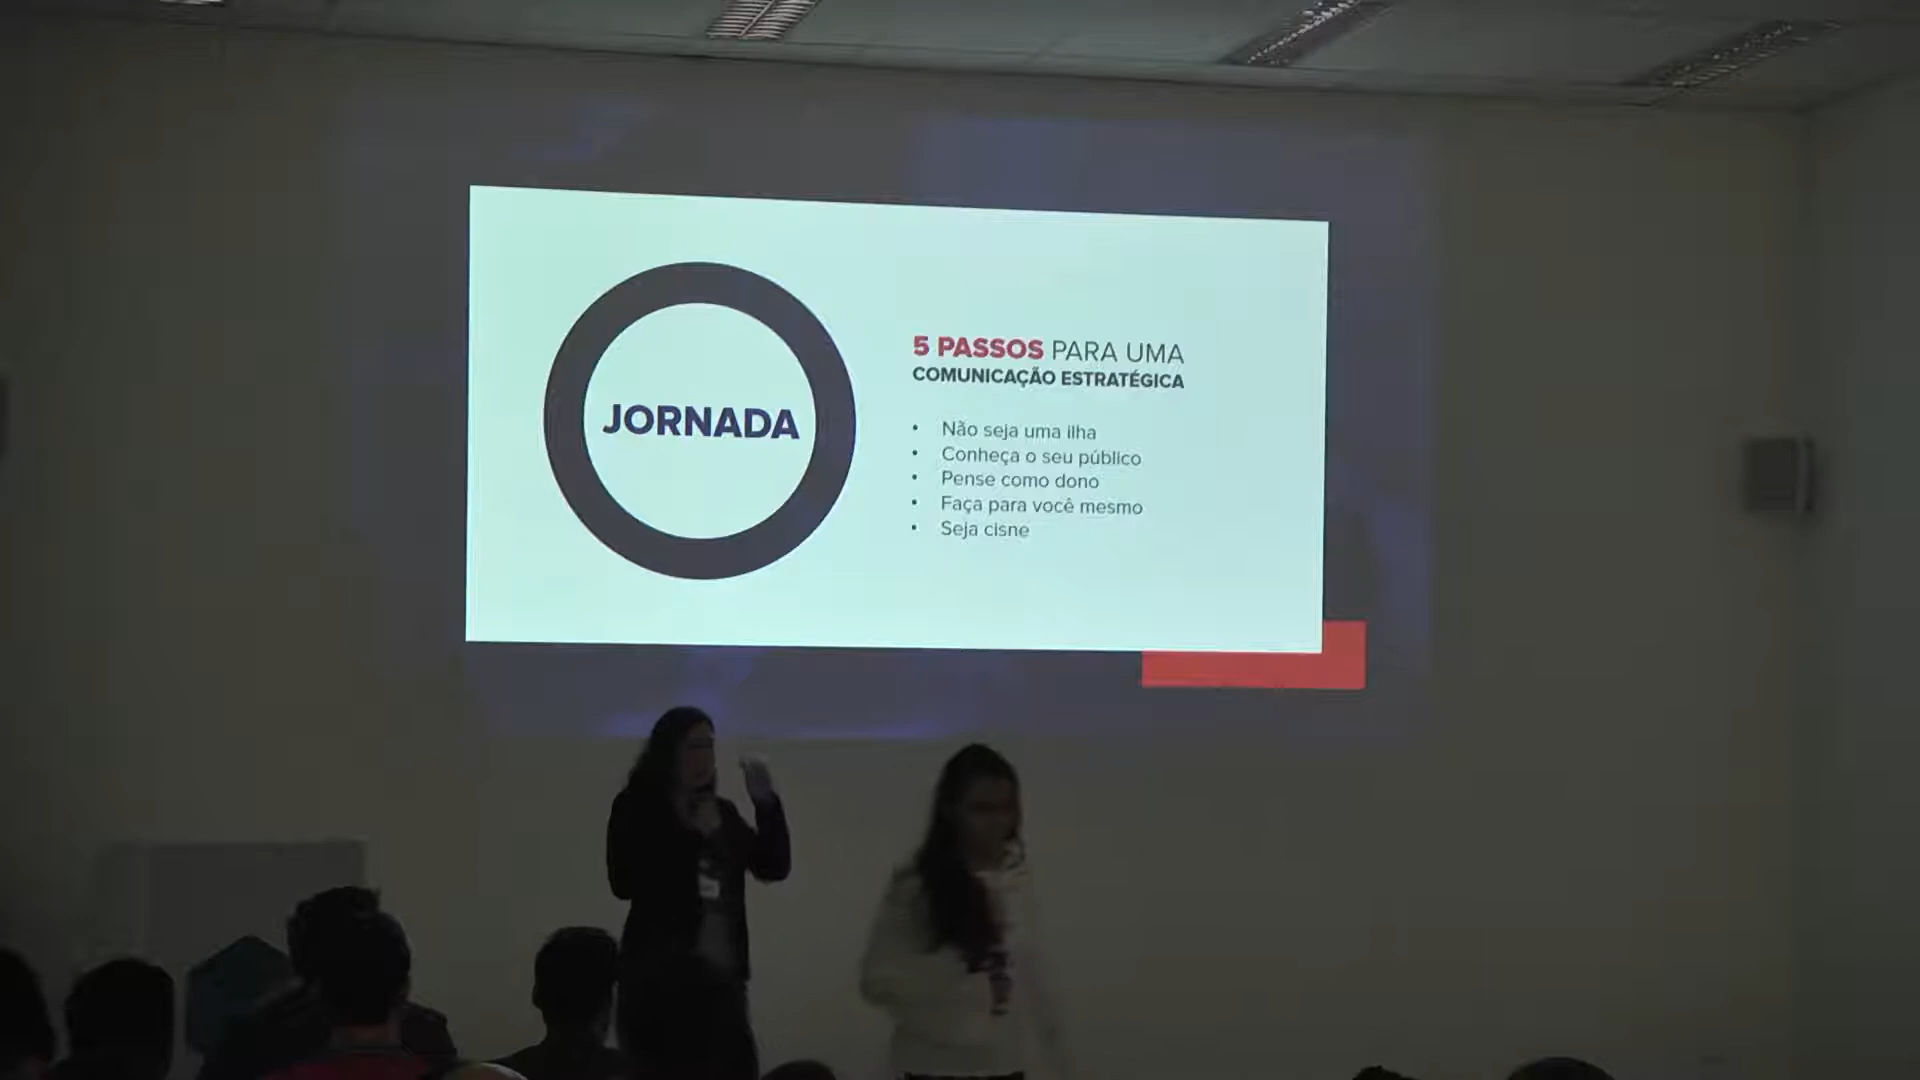 JORNADA
5 PASSOS PARA UMA
COMUNICAÇÃO ESTRATÉGICA
• Não seja uma ilha
• Conheça o seu público
• Pense como dono
• Faça para você mesmo
• Seja cisne